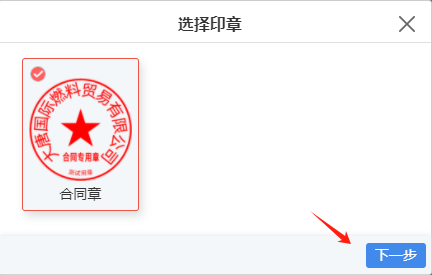 选择印章
大唐国际燃料贸易有限公司
合同专用章
测试用章
合同章
下一步